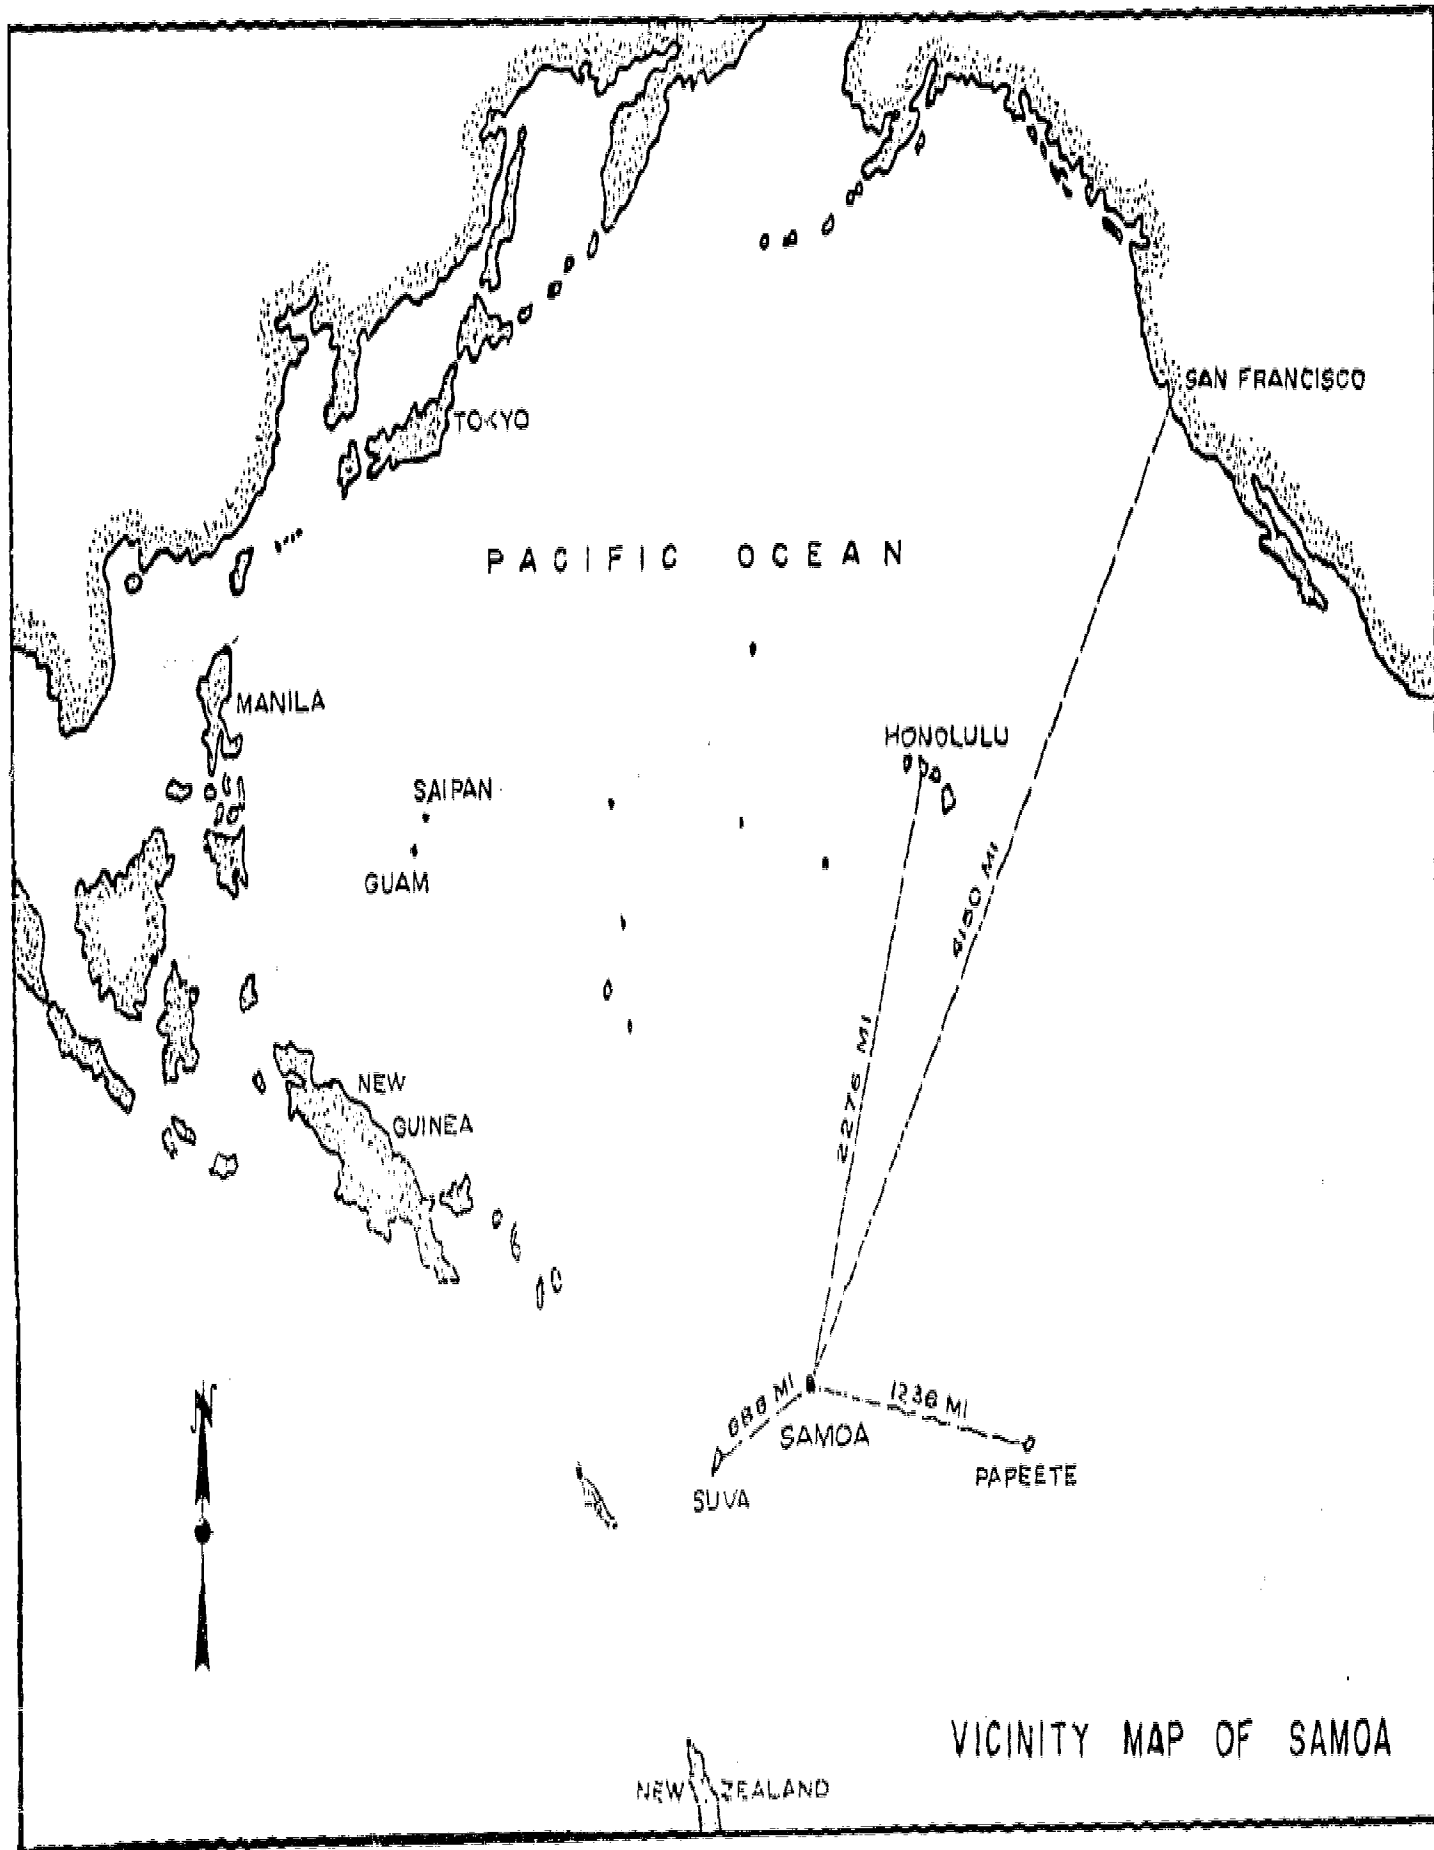 SAN FRANCISCO
TOKYO
PACIFIC OCEAN
MANILA
HONOLULU
SAIPAN
GUAM
4150 MI
2276 MI
NEW
GUINEA
N
MI
1236 MI
SAMOA
PAPEETE
SUVA
VICINITY MAP OF SAMOA
NEW ZEALAND